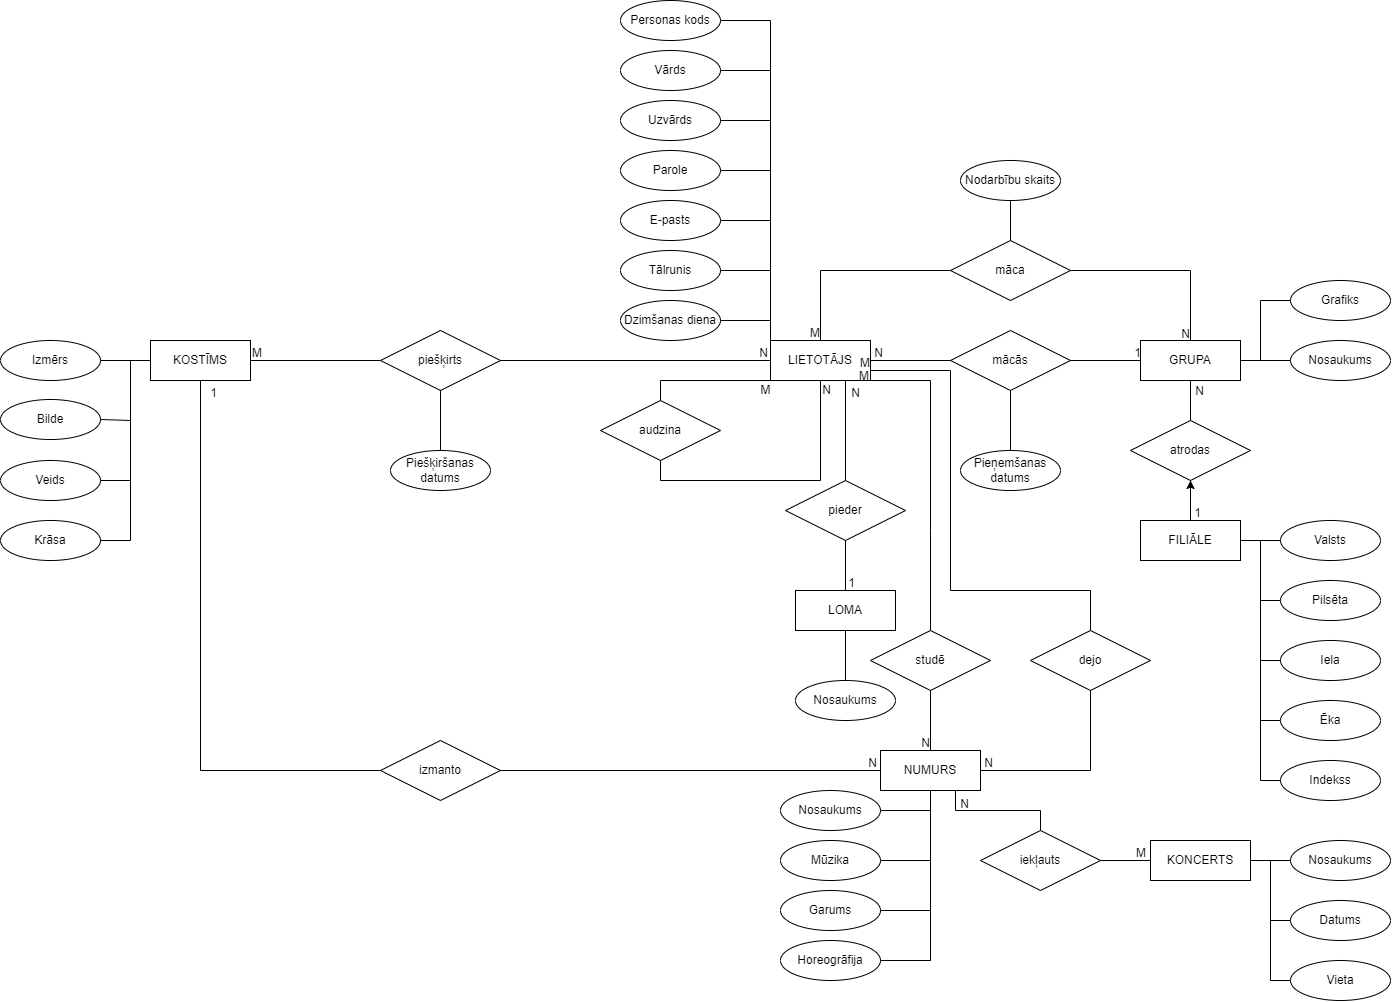 Personas kods
Vārds
Uzvārds
Parole
E-pasts
Tālrunis
Dzimšanas diena
Nodarbību skaits
māca
M
N
Grafiks
Izmērs
KOSTĪMS
M
piešķirts
N
LIETOTĀJS
N
M
M
mācās
1
GRUPA
Nosaukums
1
M
N
N
N
Bilde
audzina
atrodas
Veids
Piešķiršanas
datums
Pieņemšanas
datums
pieder
1
Krāsa
FILIĀLE
Valsts
1
LOMA
Pilsēta
studē
dejo
Iela
Nosaukums
Ēka
N
izmanto
N
NUMURS
N
Indekss
Nosaukums
N
Mūzika
iekļauts
M
KONCERTS
Nosaukums
Garums
Datums
Horeogrāfija
Vieta